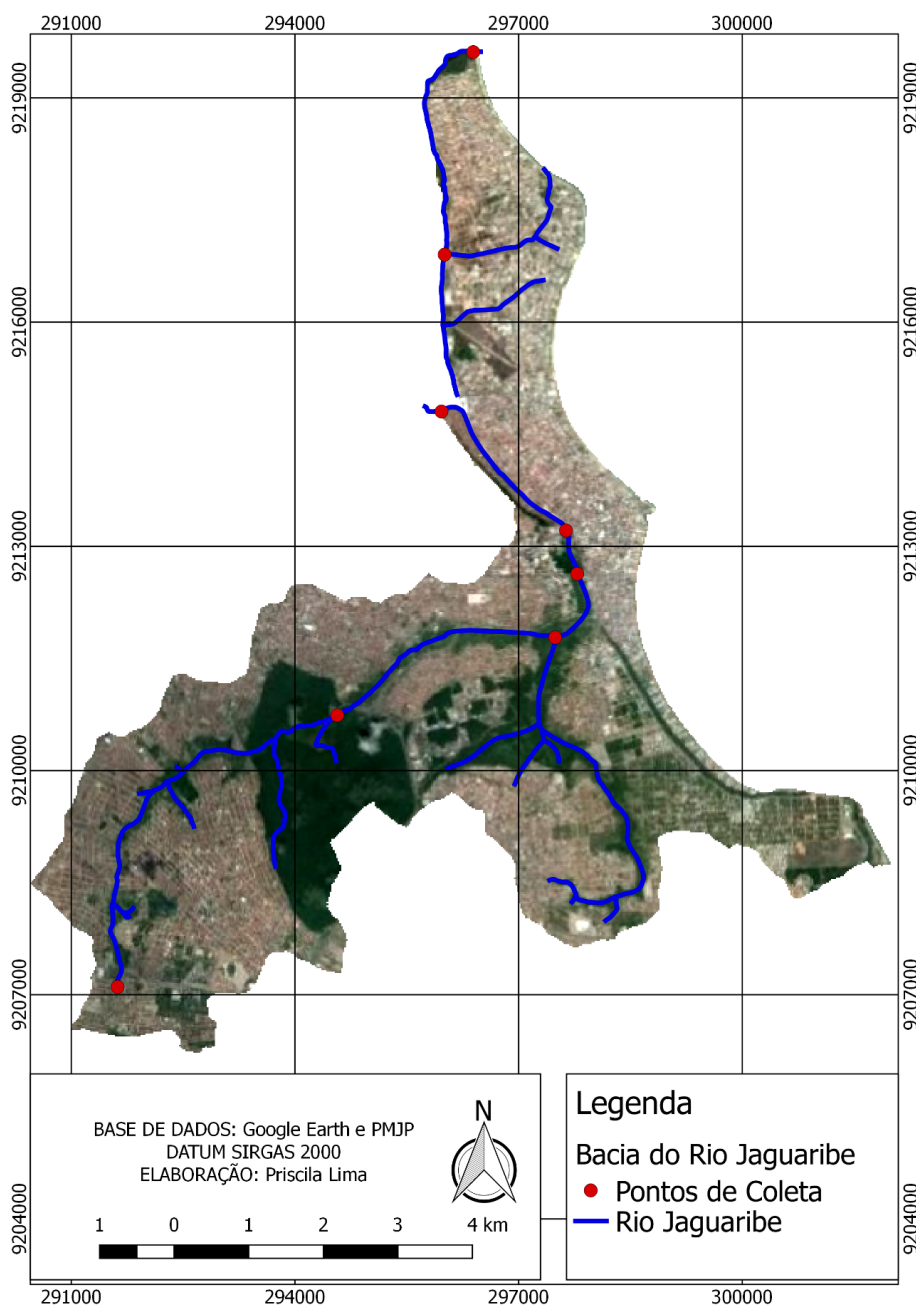 291000 294000 297000 300000
9219000 9219000
9216000 9216000
9213000 9213000
9210000 9210000
9207000 9207000
9204000 9204000
BASE DE DADOS: Google Earth e PMJP
DATUM SIRGAS 2000
ELABORAÇÃO: Priscila Lima
N
1 0 1 2 3 4 km
Legenda
Bacia do Rio Jaguaribe
Pontos de Coleta
Rio Jaguaribe
291000 294000 297000 300000